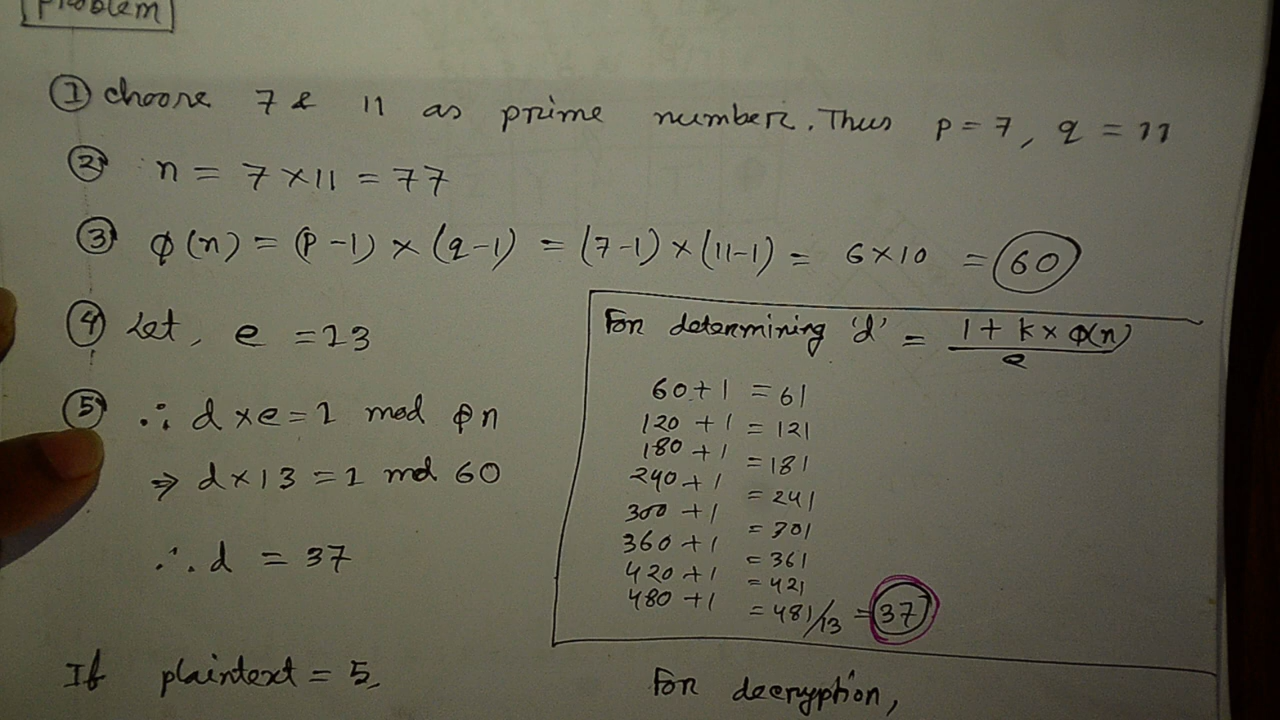 Problem
① choose 7 & 11 as prime number. Thus p = 7, q = 11
② n = 7 × 11 = 77
③ φ(n) = (p-1) × (q-1) = (7-1) × (11-1) = 6×10 = 60
④ Let, e = 13
⑤ ∴ d×e = 1 mod φn
⇒ d×13 = 1 md 60
∴ d = 37
For determining 'd' = (1 + k × φ(n)) / e
60+1 = 61
120+1 = 121
180+1 = 181
240+1 = 241
300+1 = 301
360+1 = 361
420+1 = 421
480+1 = 481/13 = 37
If plaintext = 5,
For decryption,